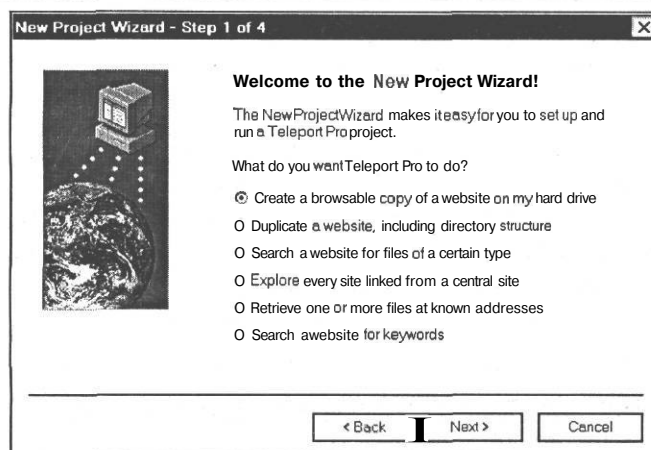 New Project Wizard - Step 1 of 4
Welcome to the New Project Wizard!
The NewProjectWizard makes iteasyfor you to set up and
run a Teleport Pro project.
What do you want Teleport Pro to do?
Create a browsable copy of a website on my hard drive
O Duplicate a website, including directory structure
O Search a website for files of a certain type
O Explore every site linked from a central site
O Retrieve one or more files at known addresses
O Search awebsite for keywords
< Back
Next >
Cancel